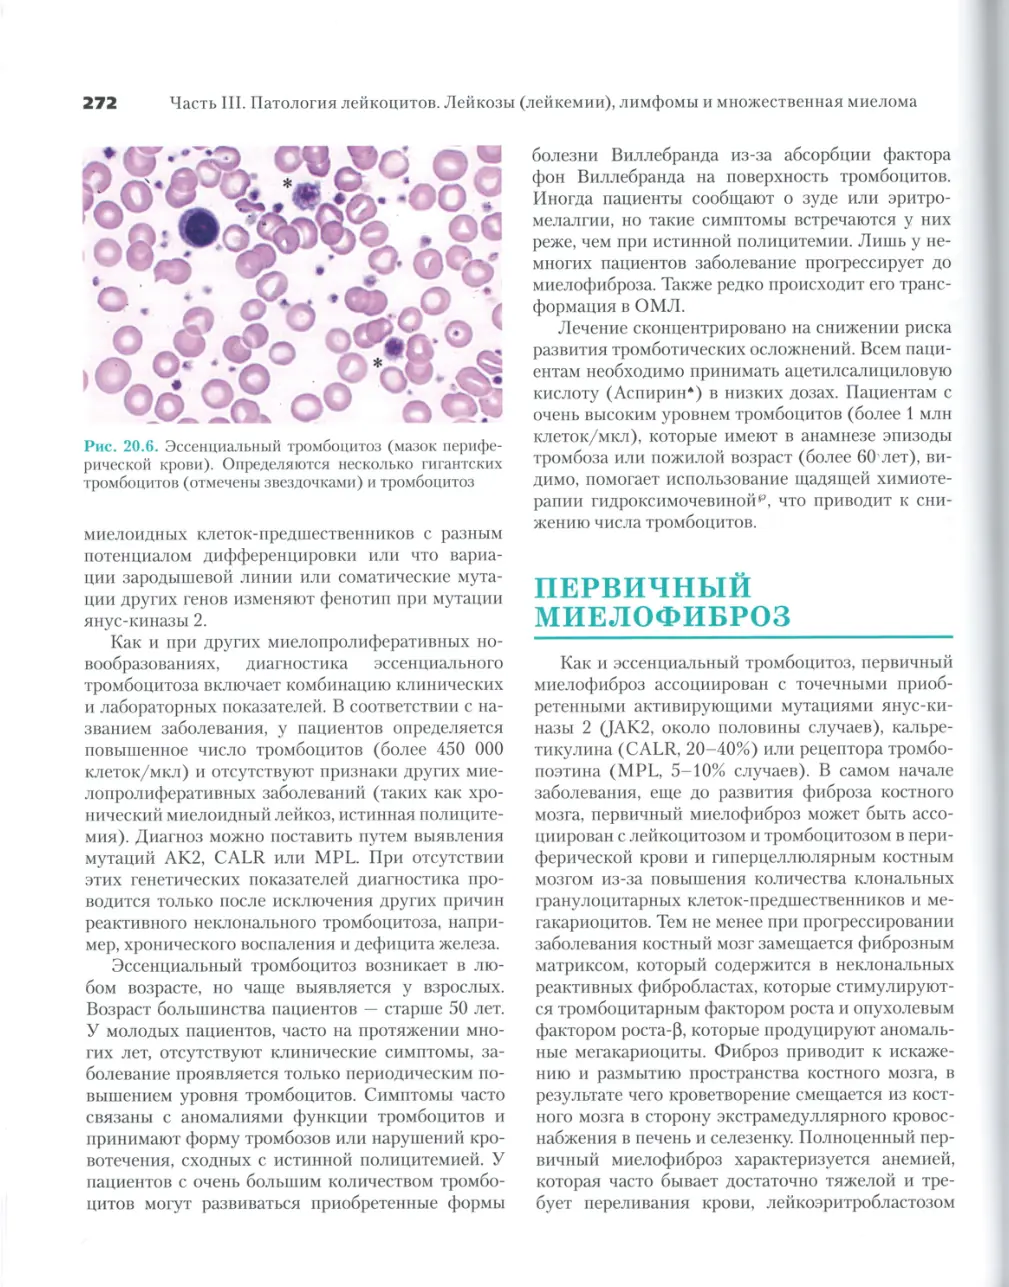 272 Часть III. Патология лейкоцитов. Лейкозы (лейкемии), лимфомы и множественная миелома
*
*
Рис. 20.6. Эссенциальный тромбоцитоз (мазок перифе-
рической крови). Определяются несколько гигантских
тромбоцитов (отмечены звездочками) и тромбоцитоз
миелоидных клеток-предшественников с разным
потенциалом дифференцировки или что вариа-
ции зародышевой линии или соматические мута-
ции других генов изменяют фенотип при мутации
янус-киназы 2.
Как и при других миелопролиферативных но-
вообразованиях, диагностика эссенциального
тромбоцитоза включает комбинацию клинических
и лабораторных показателей. В соответствии с на-
званием заболевания, у пациентов определяется
повышенное число тромбоцитов (более 450 000
клеток/мкл) и отсутствуют признаки других мие-
лопролиферативных заболеваний (таких как хро-
нический миелоидный лейкоз, истинная полиците-
мия). Диагноз можно поставить путем выявления
мутаций AK2, CALR или MPL. При отсутствии
этих генетических показателей диагностика про-
водится только после исключения других причин
реактивного неклонального тромбоцитоза, напри-
мер, хронического воспаления и дефицита железа.
Эссенциальный тромбоцитоз возникает в лю-
бом возрасте, но чаще выявляется у взрослых.
Возраст большинства пациентов — старше 50 лет.
У молодых пациентов, часто на протяжении мно-
гих лет, отсутствуют клинические симптомы, за-
болевание проявляется только периодическим по-
вышением уровня тромбоцитов. Симптомы часто
связаны с аномалиями функции тромбоцитов и
принимают форму тромбозов или нарушений кро-
вотечения, сходных с истинной полицитемией. У
пациентов с очень большим количеством тромбо-
цитов могут развиваться приобретенные формы
болезни Виллебранда из-за абсорбции фактора
фон Виллебранда на поверхность тромбоцитов.
Иногда пациенты сообщают о зуде или эритро-
мелалгии, но такие симптомы встречаются у них
реже, чем при истинной полицитемии. Лишь у не-
многих пациентов заболевание прогрессирует до
миелофиброза. Также редко происходит его транс-
формация в ОМЛ.
Лечение сконцентрировано на снижении риска
развития тромботических осложнений. Всем паци-
ентам необходимо принимать ацетилсалициловую
кислоту (Аспирин♠) в низких дозах. Пациентам с
очень высоким уровнем тромбоцитов (более 1 млн
клеток/мкл), которые имеют в анамнезе эпизоды
тромбоза или пожилой возраст (более 60 лет), ви-
димо, помогает использование щадящей химиоте-
рапии гидроксимочевиной℘, что приводит к сни-
жению числа тромбоцитов.
ПЕРВИЧНЫЙ
МИЕЛОФИБРОЗ
Как и эссенциальный тромбоцитоз, первичный
миелофиброз ассоциирован с точечными приоб-
ретенными активирующими мутациями янус-ки-
назы 2 (JAK2, около половины случаев), кальре-
тикулина (CALR, 20–40%) или рецептора тромбо-
поэтина (MPL, 5–10% случаев). В самом начале
заболевания, еще до развития фиброза костного
мозга, первичный миелофиброз может быть ассо-
циирован с лейкоцитозом и тромбоцитозом в пери-
ферической крови и гиперцеллюлярным костным
мозгом из-за повышения количества клональных
гранулоцитарных клеток-предшественников и ме-
гакариоцитов. Тем не менее при прогрессировании
заболевания костный мозг замещается фиброзным
матриксом, который содержится в неклональных
реактивных фибробластах, которые стимулируют-
ся тромбоцитарным фактором роста и опухолевым
фактором роста-β, которые продуцируют аномаль-
ные мегакариоциты. Фиброз приводит к искаже-
нию и размытию пространства костного мозга, в
результате чего кроветворение смещается из кост-
ного мозга в сторону экстрамедуллярного кровос-
набжения в печень и селезенку. Полноценный пер-
вичный миелофиброз характеризуется анемией,
которая часто бывает достаточно тяжелой и тре-
бует переливания крови, лейкоэритробластозом